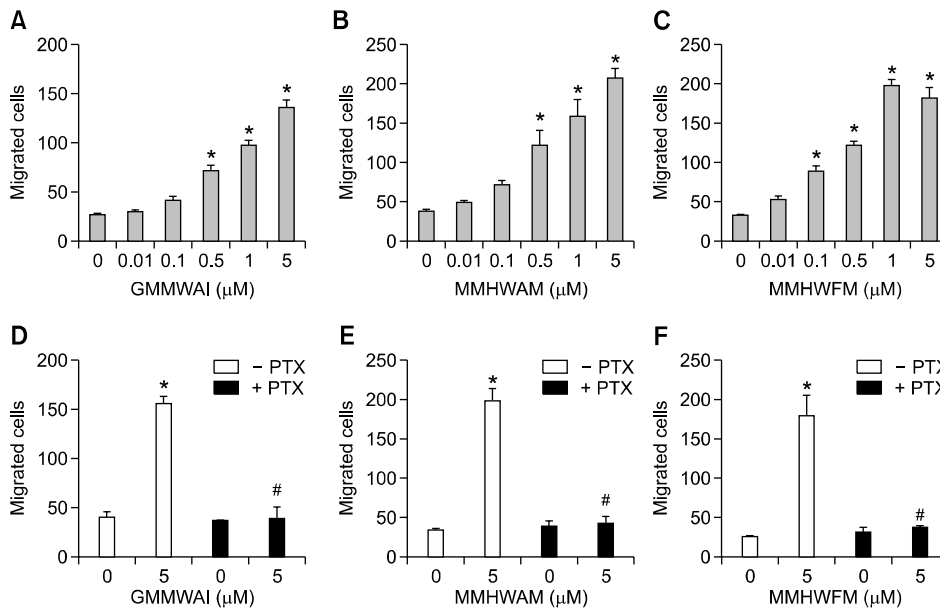 A
Migrated cells
200
150
100
50
0
* * *
0 0.01 0.1 0.5 1 5
GMMWAI (μM)
B
Migrated cells
250
200
150
100
50
0
* * *
0 0.01 0.1 0.5 1 5
MMHWAM (μM)
C
Migrated cells
250
200
150
100
50
0
* * * *
0 0.01 0.1 0.5 1 5
MMHWFM (μM)
D
Migrated cells
200
150
100
50
0
– PTX
+ PTX
* #
0 5 0 5
GMMWAI (μM)
E
Migrated cells
250
200
150
100
50
0
– PTX
+ PTX
* #
0 5 0 5
MMHWAM (μM)
F
Migrated cells
250
200
150
100
50
0
– PTX
+ PTX
* #
0 5 0 5
MMHWFM (μM)